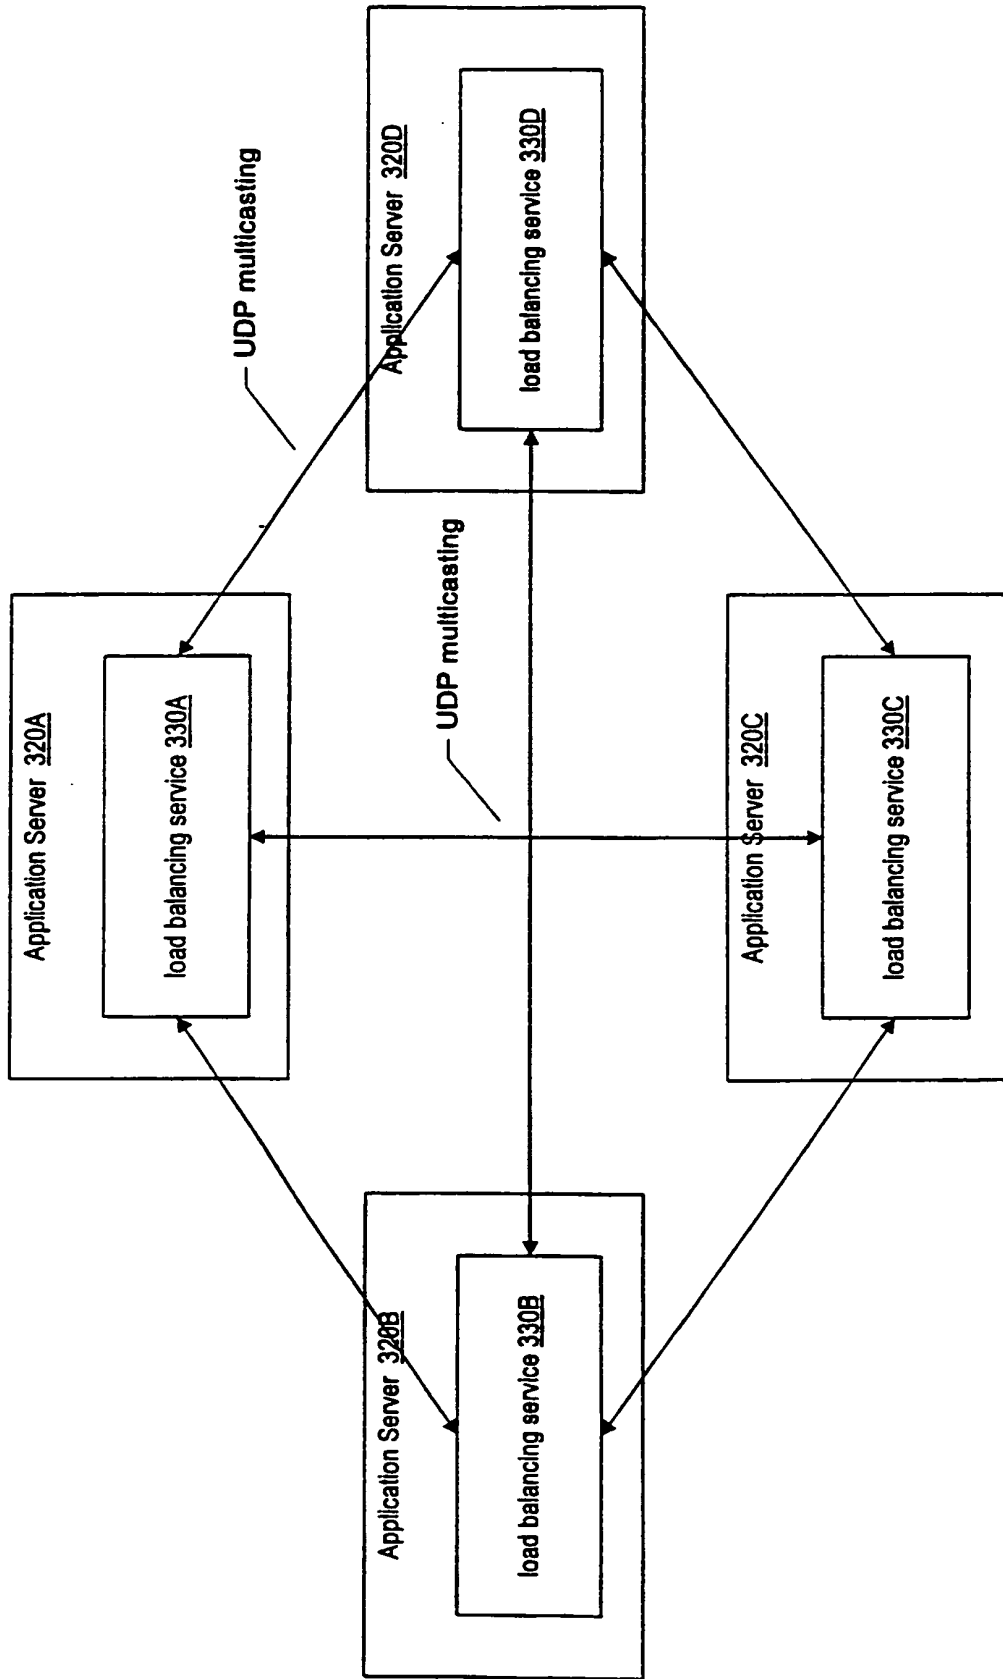 Application Server 320A
load balancing service 330A
UDP multicasting
Application Server 320B
load balancing service 330B
UDP multicasting
Application Server 320D
load balancing service 330D
Application Server 320C
load balancing service 330C